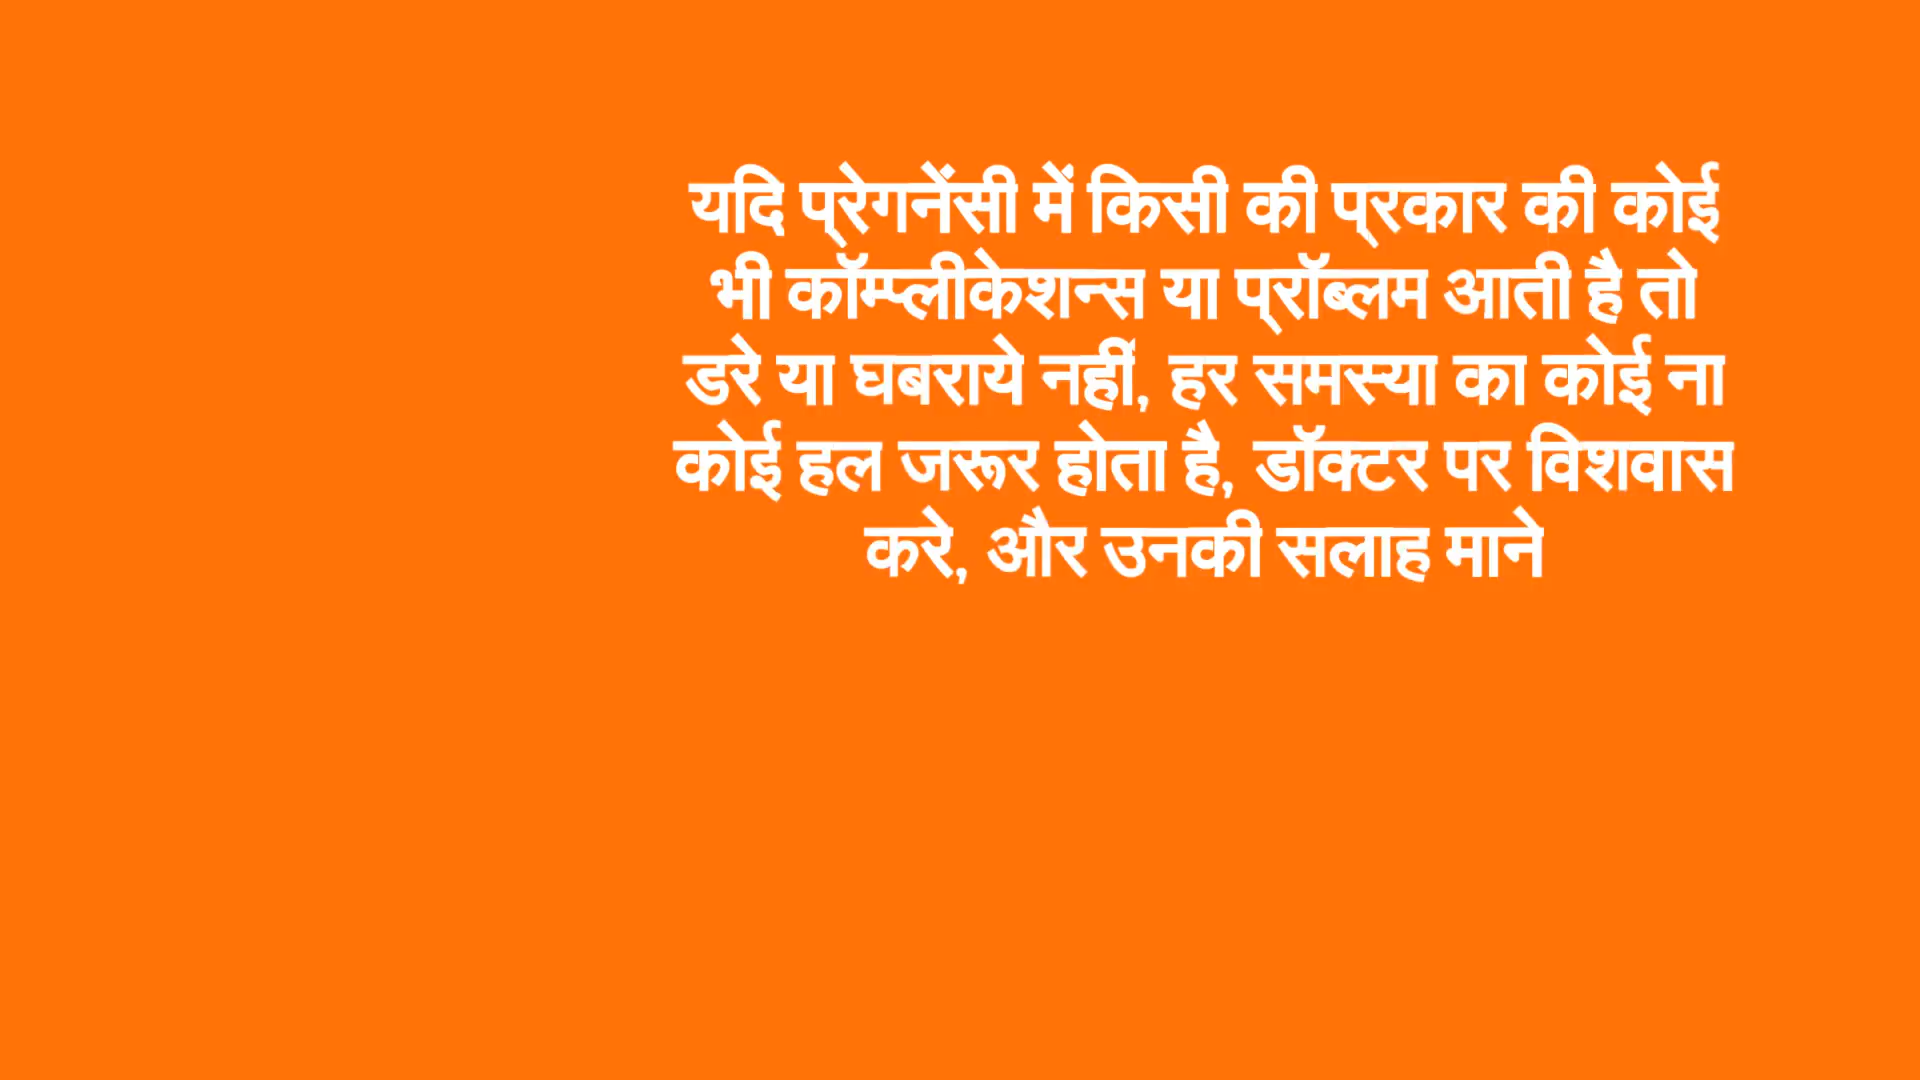 यदि प्रेगनेंसी में किसी की प्रकार की कोई
भी कॉम्प्लीकेशन्स या प्रॉब्लम आती है तो
डरे या घबराये नहीं, हर समस्या का कोई ना
कोई हल जरूर होता है, डॉक्टर पर विशवास
करे, और उनकी सलाह माने